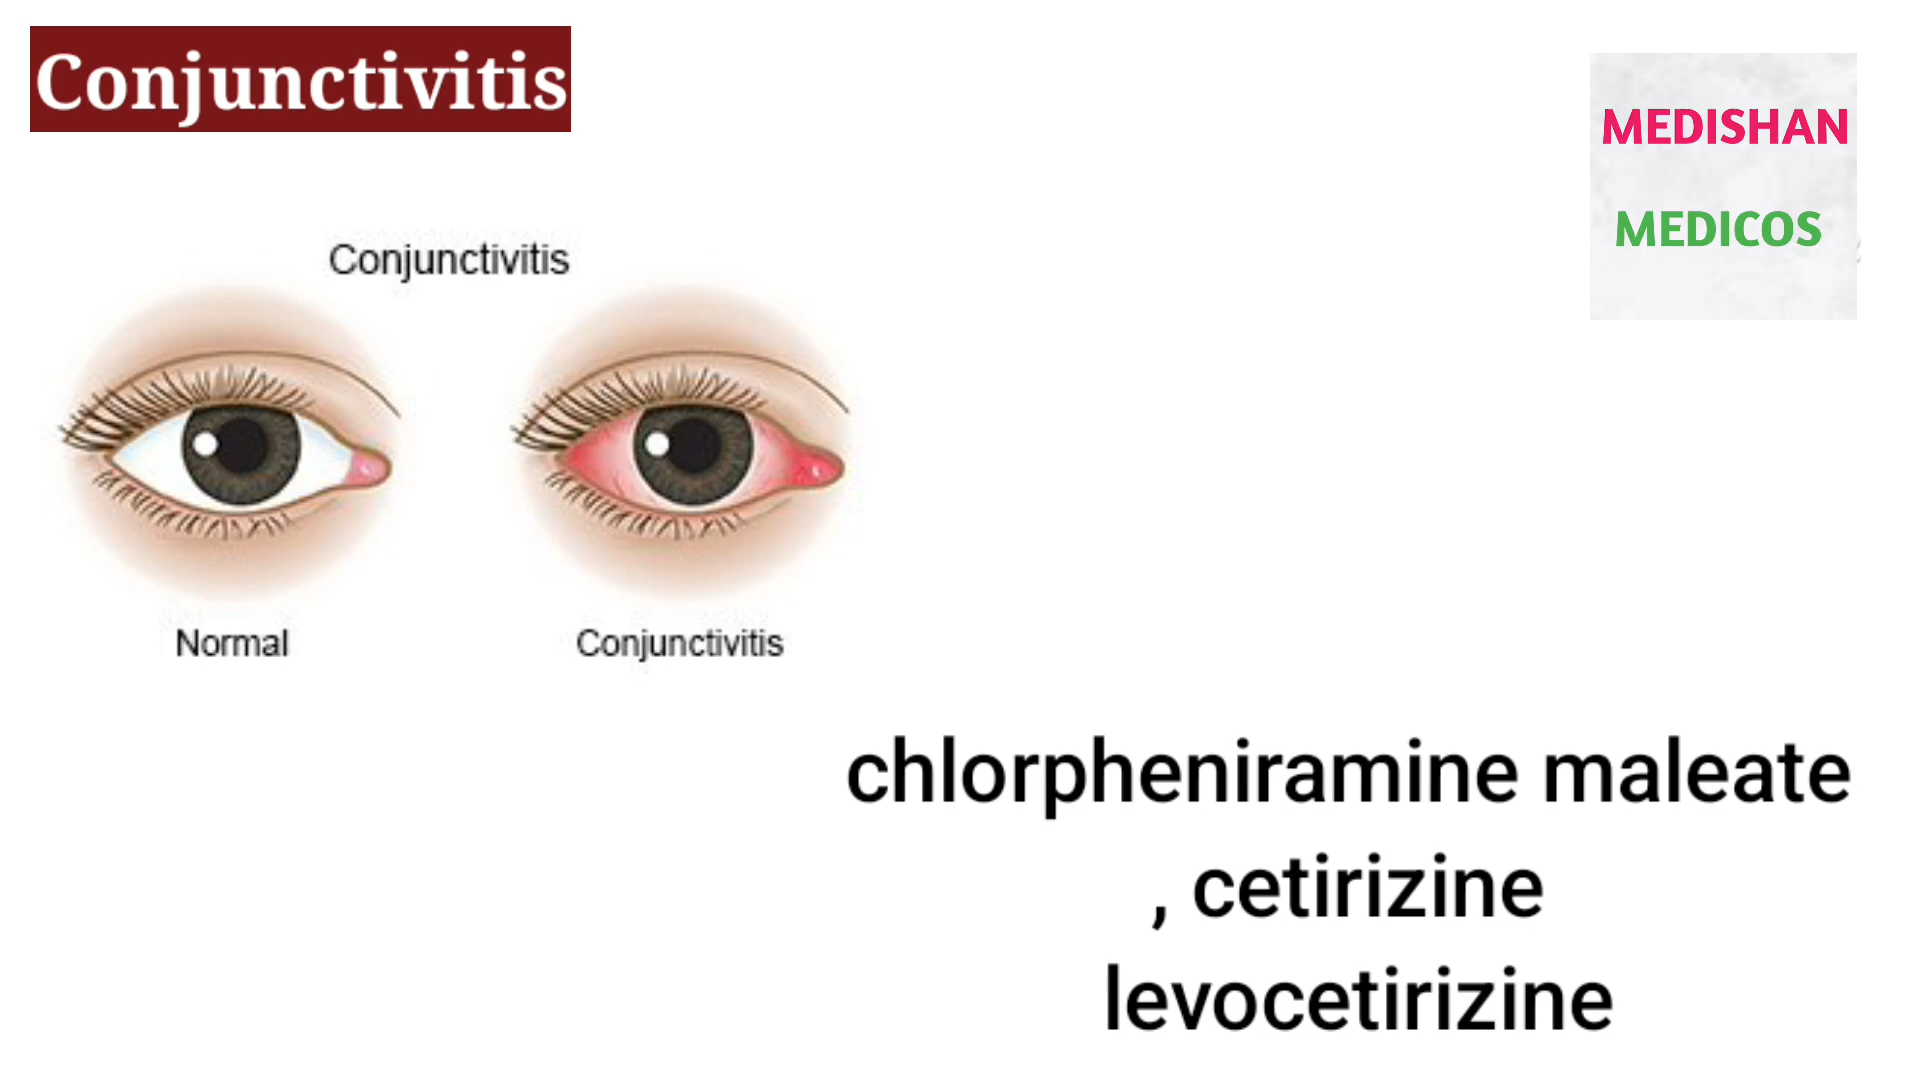 Conjunctivitis
MEDISHAN
MEDICOS
Conjunctivitis
Normal
Conjunctivitis
chlorpheniramine maleate
, cetirizine
levocetirizine